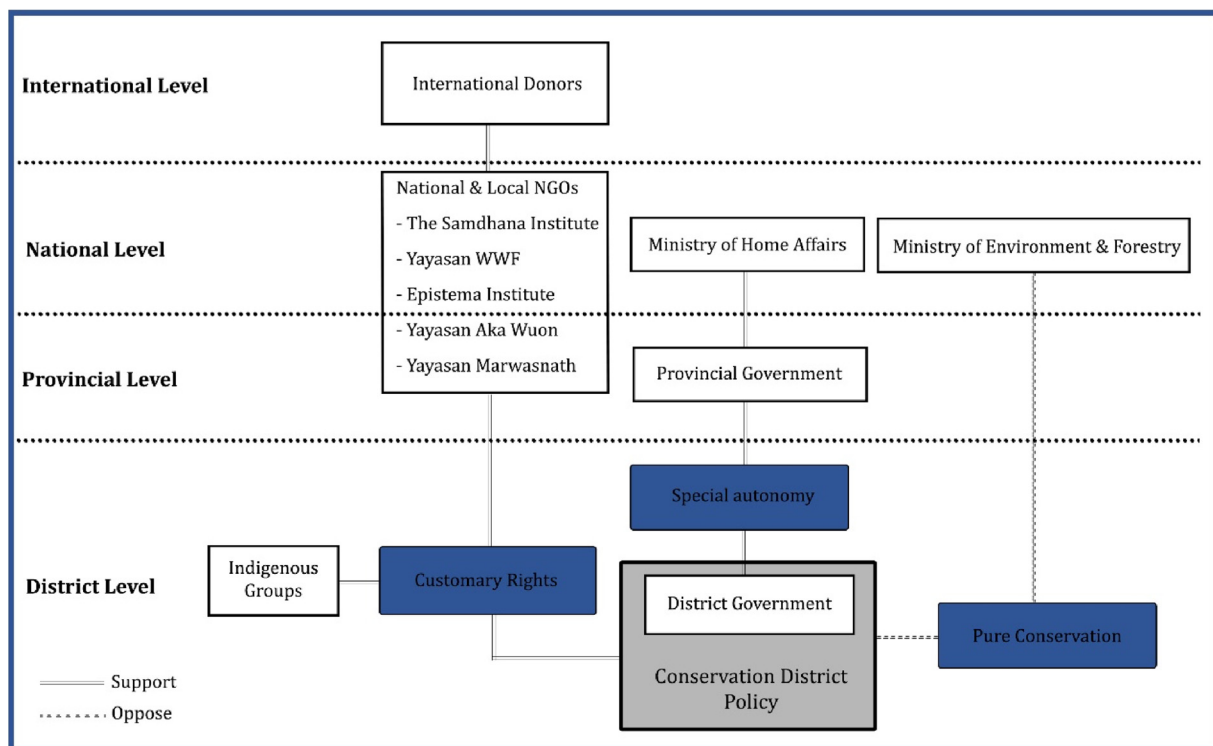 International Level
International Donors
National & Local NGOs
- The Samdhana Institute
- Yayasan WWF
- Epistema Institute
- Yayasan Aka Wuon
- Yayasan Marwasnath
National Level
Ministry of Home Affairs
Ministry of Environment & Forestry
Provincial Level
Provincial Government
Special autonomy
District Level
Indigenous
Groups
Customary Rights
District Government
Conservation District
Policy
Pure Conservation
Support
Oppose